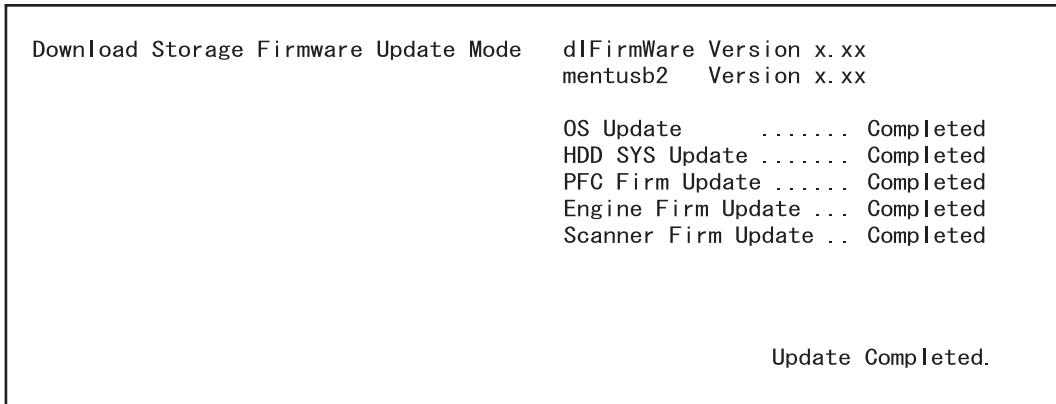 Download Storage Firmware Update Mode dlFirmWare Version x.xx
mentusb2 Version x.xx
OS Update ....... Completed
HDD SYS Update ....... Completed
PFC Firm Update ...... Completed
Engine Firm Update ... Completed
Scanner Firm Update .. Completed
Update Completed.